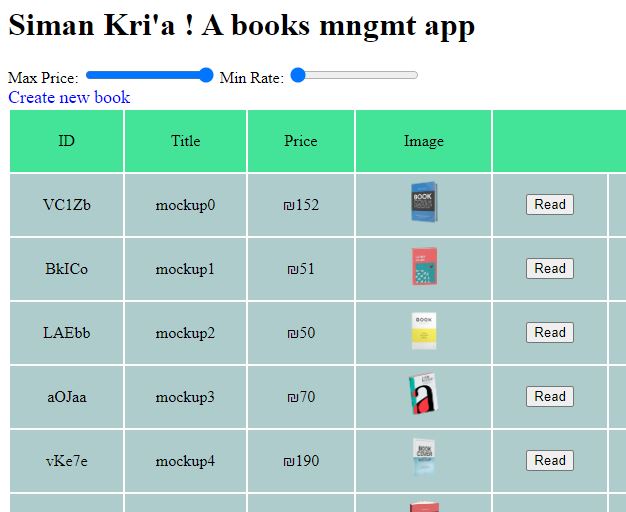 Siman Kri'a ! A books mngmt app
Max Price: Min Rate:
Create new book
ID Title Price Image
VC1Zb mockup0 ₪152 BOOK Read
BkICo mockup1 ₪51 Read
LAEbb mockup2 ₪50 BOOK Read
aOJaa mockup3 ₪70 a Read
vKe7e mockup4 ₪190 BOOK COVER Read